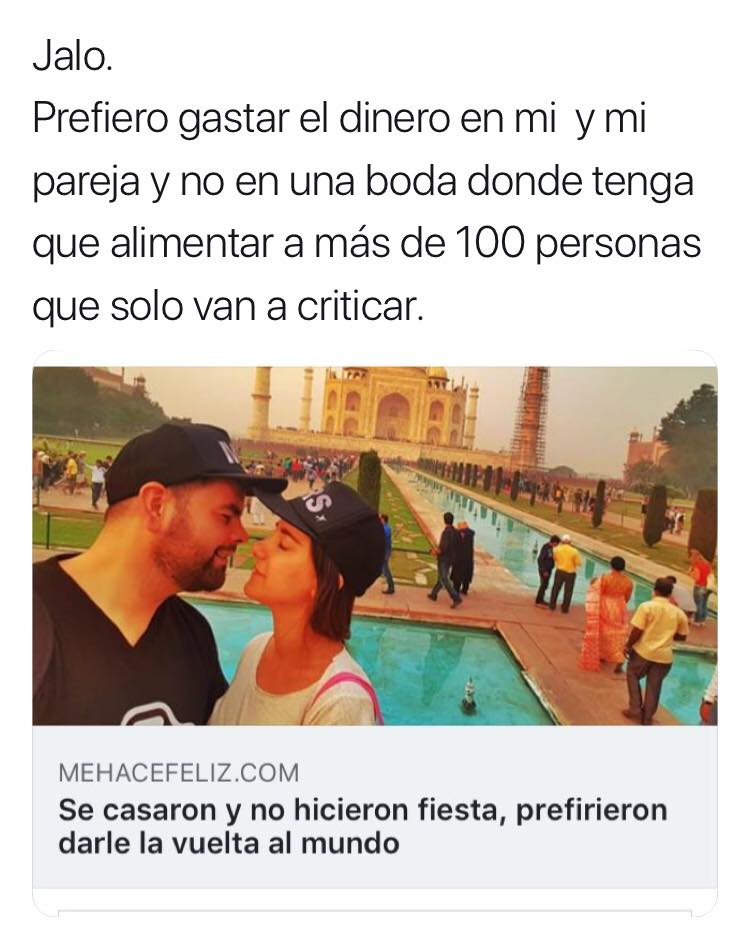 Jalo.
Prefiero gastar el dinero en mi  y mi
pareja y no en una boda donde tenga
que alimentar a más de 100 personas
que solo van a criticar.
MEHACEFELIZ.COM
Se casaron y no hicieron fiesta, prefirieron
darle la vuelta al mundo